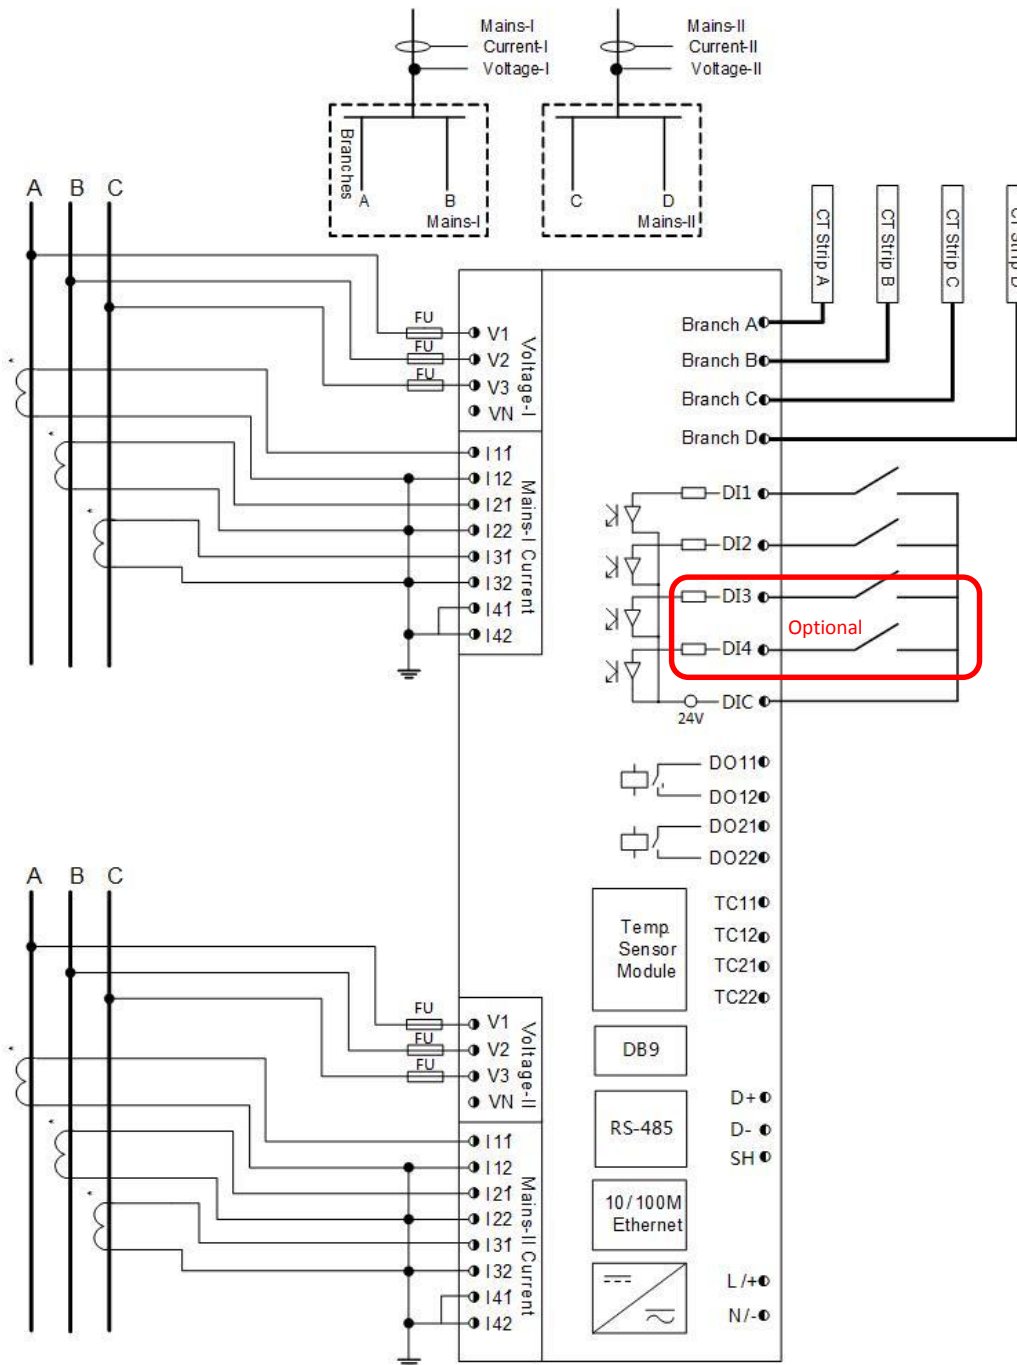 Mains-I
Current-I
Voltage-I
Mains-II
Current-II
Voltage-II
Branches
A
B
Mains-I
C
D
Mains-II
A B C
CT Strip A
CT Strip B
CT Strip C
CT Strip D
FU
V1
FU
V2
FU
V3
VN
Voltage-I
I11
I12
I21
I22
I31
I32
I41
I42
Mains-I Current
Branch A
Branch B
Branch C
Branch D
DI1
DI2
DI3
Optional
DI4
DIC
24V
DO11
DO12
DO21
DO22
Temp.
Sensor
Module
TC11
TC12
TC21
TC22
A B C
FU
V1
FU
V2
FU
V3
VN
Voltage-II
I11
I12
I21
I22
I31
I32
I41
I42
Mains-II Current
DB9
RS-485
D+
D-
SH
10/100M
Ethernet
L/+
N/-